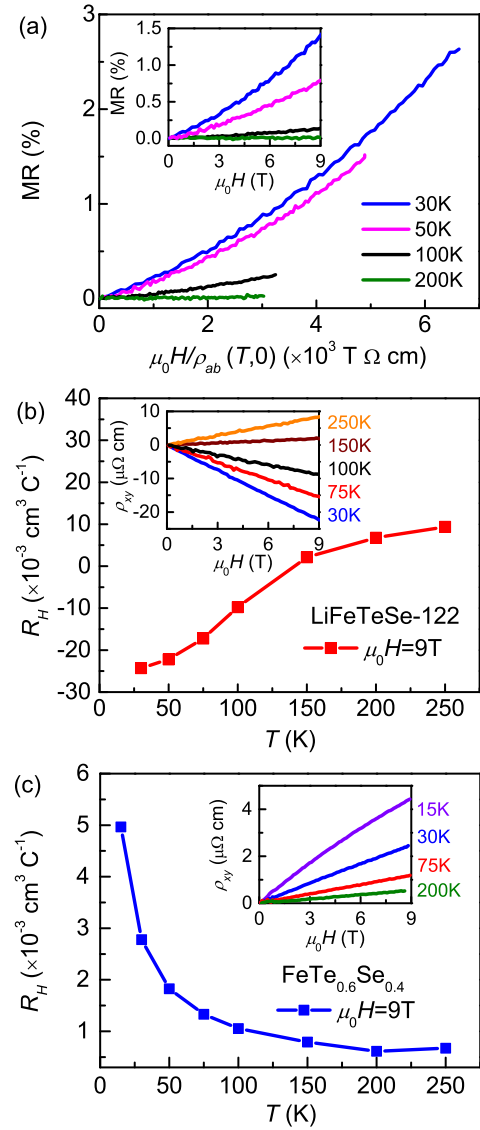 (a)
MR (%)
3
2
1
0
0
2
4
6
μ₀H/ρab (T,0) (×10³ T Ω cm)
MR (%)
1.5
1.0
0.5
0.0
0
3
6
9
μ₀H (T)
30K
50K
100K
200K
(b)
R_H (×10⁻³ cm³ C⁻¹)
40
30
20
10
0
-10
-20
-30
0
50
100
150
200
250
T (K)
ρxy (μΩ cm)
10
0
-10
-20
0
3
6
9
μ₀H (T)
250K
150K
100K
75K
30K
LiFeTeSe-122
μ₀H=9T
(c)
R_H (×10⁻³ cm³ C⁻¹)
6
5
4
3
2
1
0
50
100
150
200
250
T (K)
ρxy (μΩ cm)
4
2
0
0
3
6
9
μ₀H (T)
15K
30K
75K
200K
FeTe₀.₆Se₀.₄
μ₀H=9T